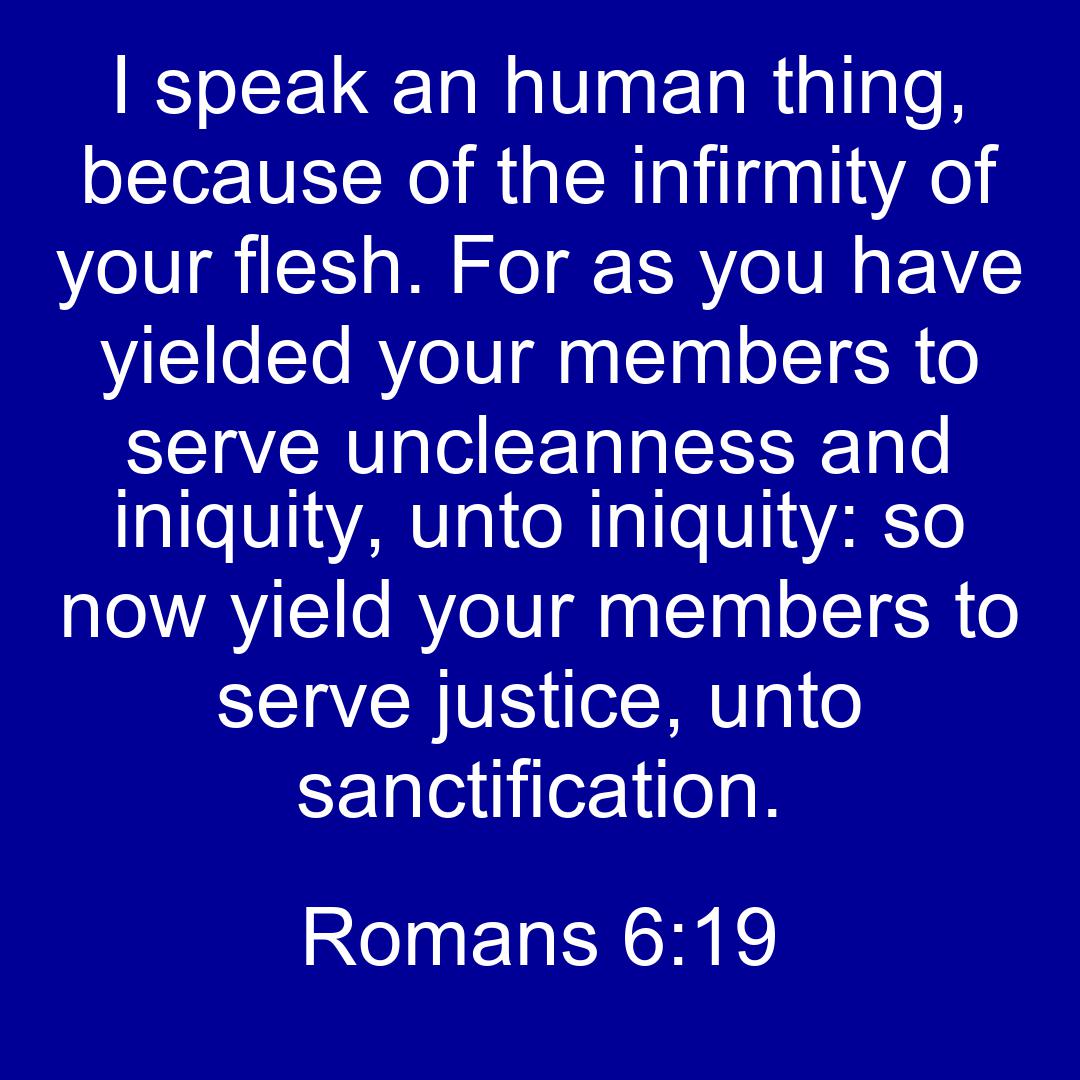 I speak an human thing,
because of the infirmity of
your flesh. For as you have
yielded your members to
serve uncleanness and
iniquity, unto iniquity: so
now yield your members to
serve justice, unto
sanctification.
Romans 6:19